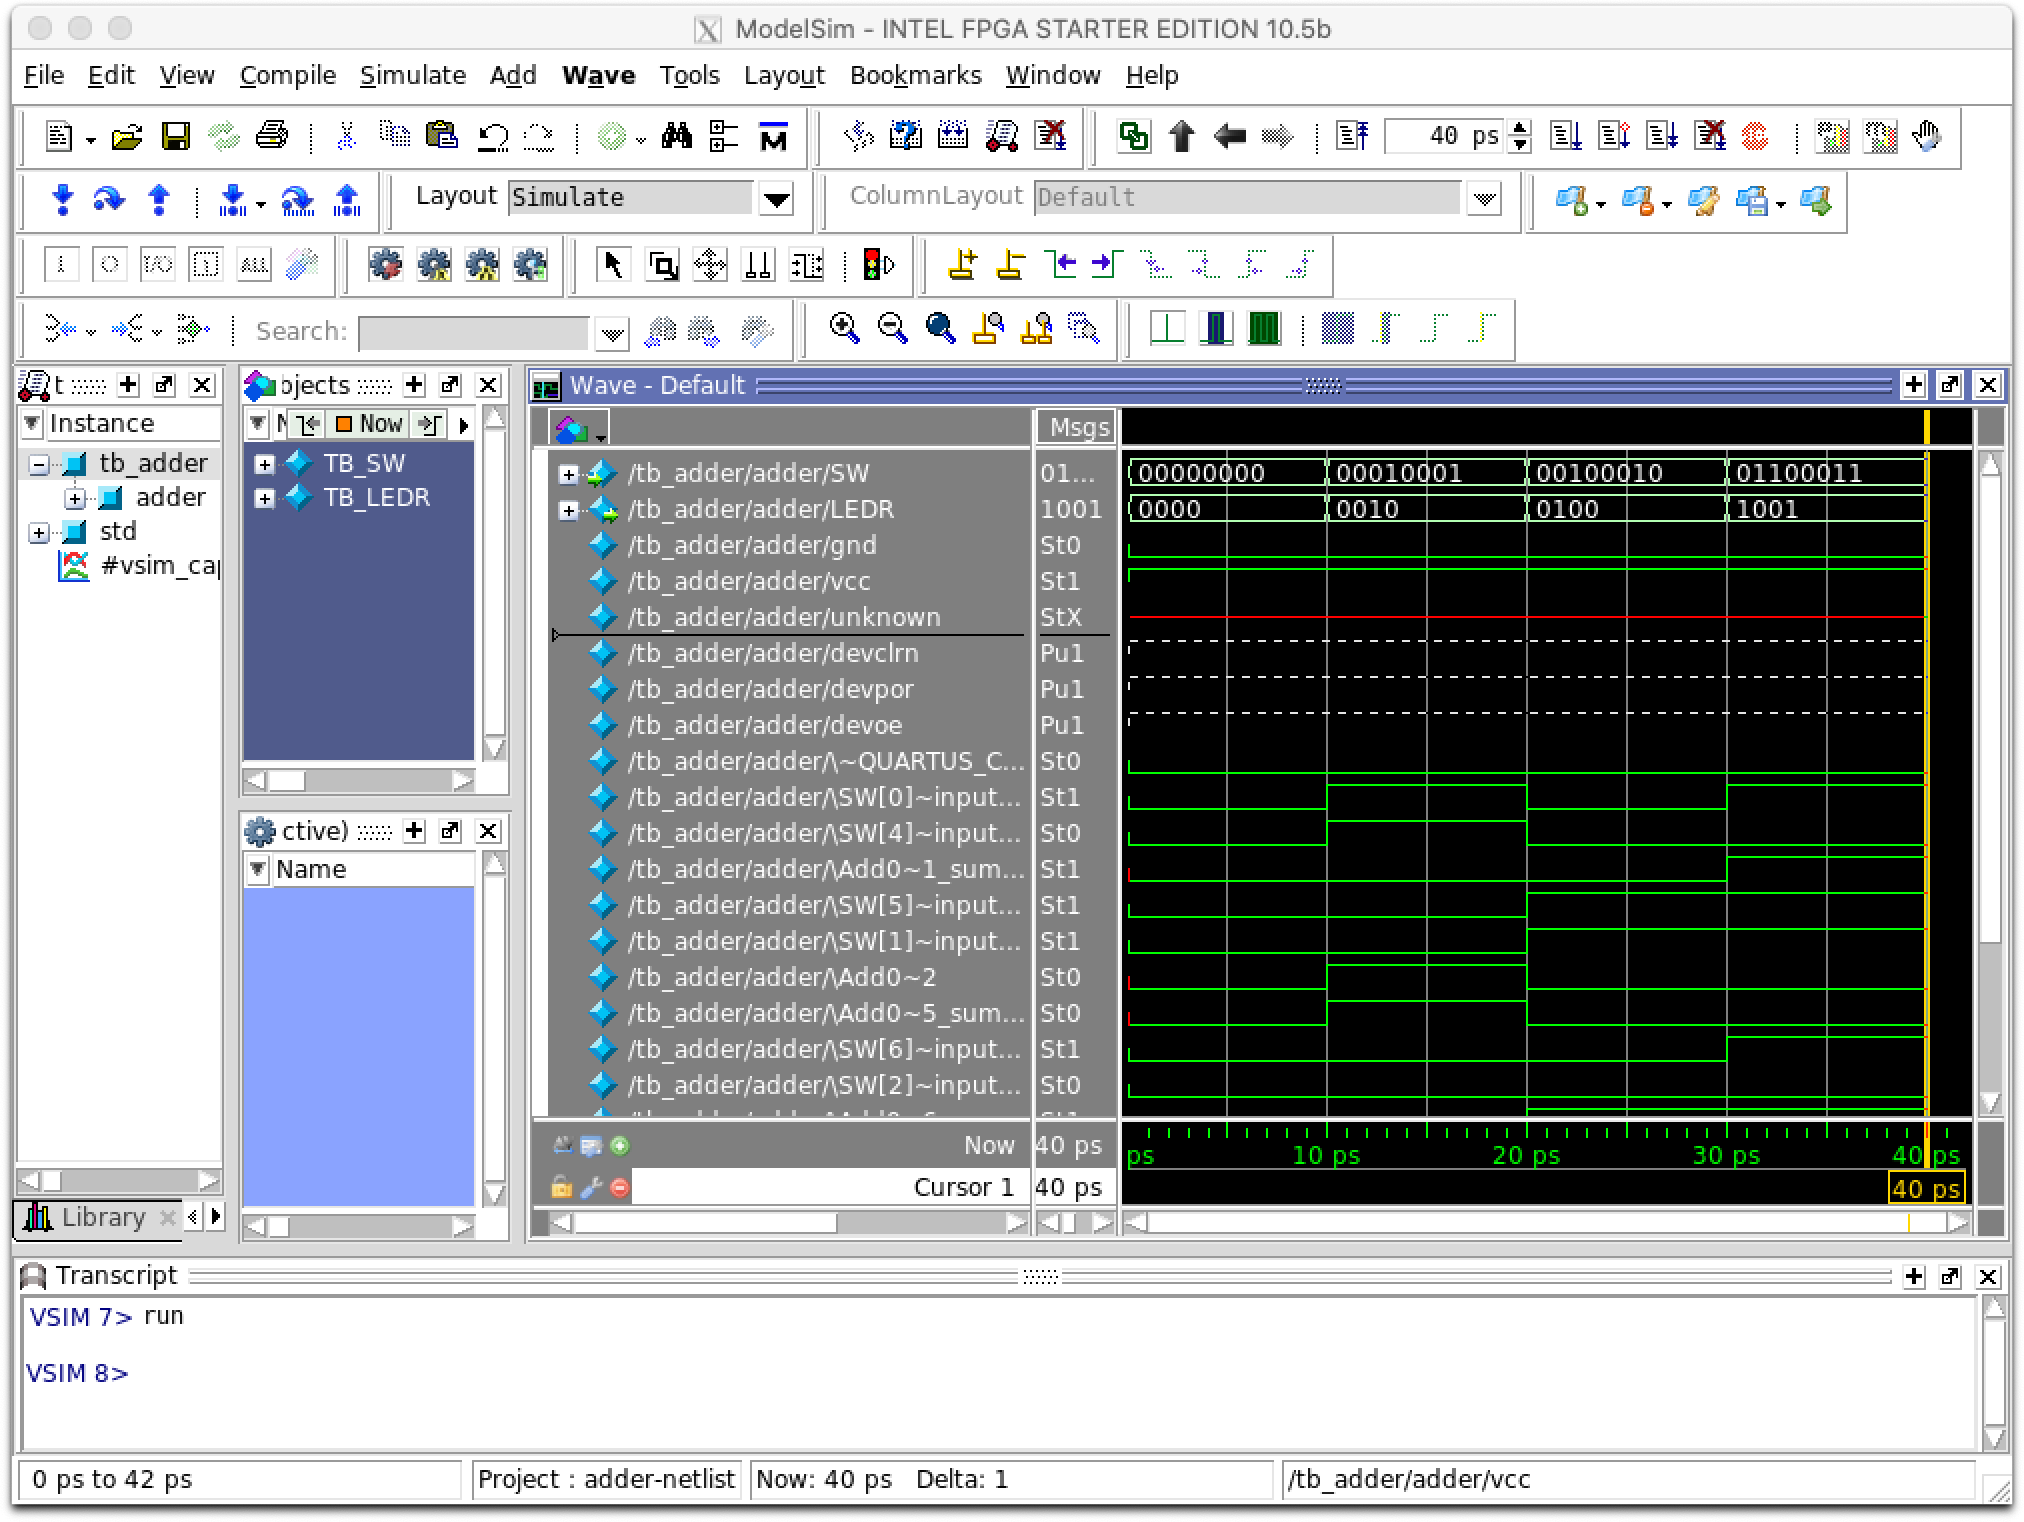 ModelSim - INTEL FPGA STARTER EDITION 10.5b
File Edit View Compile Simulate Add Wave Tools Layout Bookmarks Window Help
40 ps
Layout Simulate ColumnLayout Default
ALL
Search:
t
Instance
tb_adder
adder
std
#vsim_ca
Library
bjects
Now
TB_SW
TB_LEDR
ctive)
Name
Wave - Default
Msgs
/tb_adder/adder/SW 01... 00000000 00010001 00100010 01100011
/tb_adder/adder/LEDR 1001 0000 0010 0100 1001
/tb_adder/adder/gnd St0
/tb_adder/adder/vcc St1
/tb_adder/adder/unknown StX
/tb_adder/adder/devclrn Pu1
/tb_adder/adder/devpor Pu1
/tb_adder/adder/devoe Pu1
/tb_adder/adder/\~QUARTUS_C... St0
/tb_adder/adder/\SW[0]~input... St1
/tb_adder/adder/\SW[4]~input... St0
/tb_adder/adder/\Add0~1_sum... St1
/tb_adder/adder/\SW[5]~input... St1
/tb_adder/adder/\SW[1]~input... St1
/tb_adder/adder/\Add0~2 St0
/tb_adder/adder/\Add0~5_sum... St0
/tb_adder/adder/\SW[6]~input... St1
/tb_adder/adder/\SW[2]~input... St0
Now 40 ps ps 10 ps 20 ps 30 ps 40 ps
Cursor 1 40 ps 40 ps
Transcript
VSIM 7> run
VSIM 8>
0 ps to 42 ps Project : adder-netlist Now: 40 ps Delta: 1 /tb_adder/adder/vcc